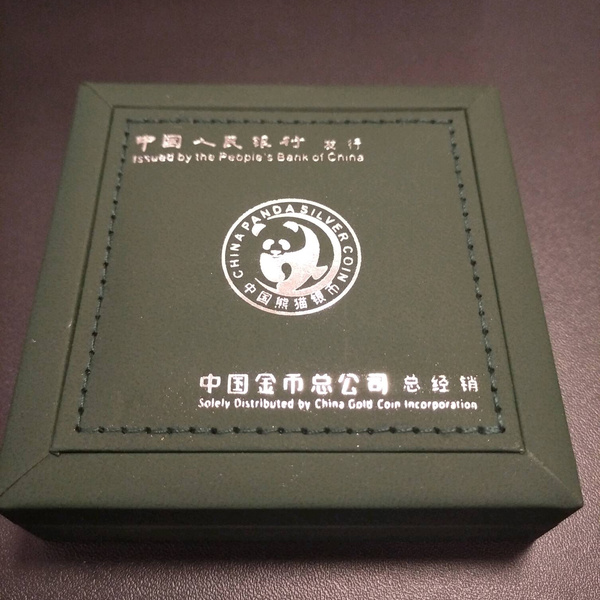 中国人民银行 发行
Issued by the People's Bank of China
CHINA PANDA SILVER COIN
中国熊猫银币
中国金币总公司 总经销
Solely Distributed by China Gold Coin Incorporation